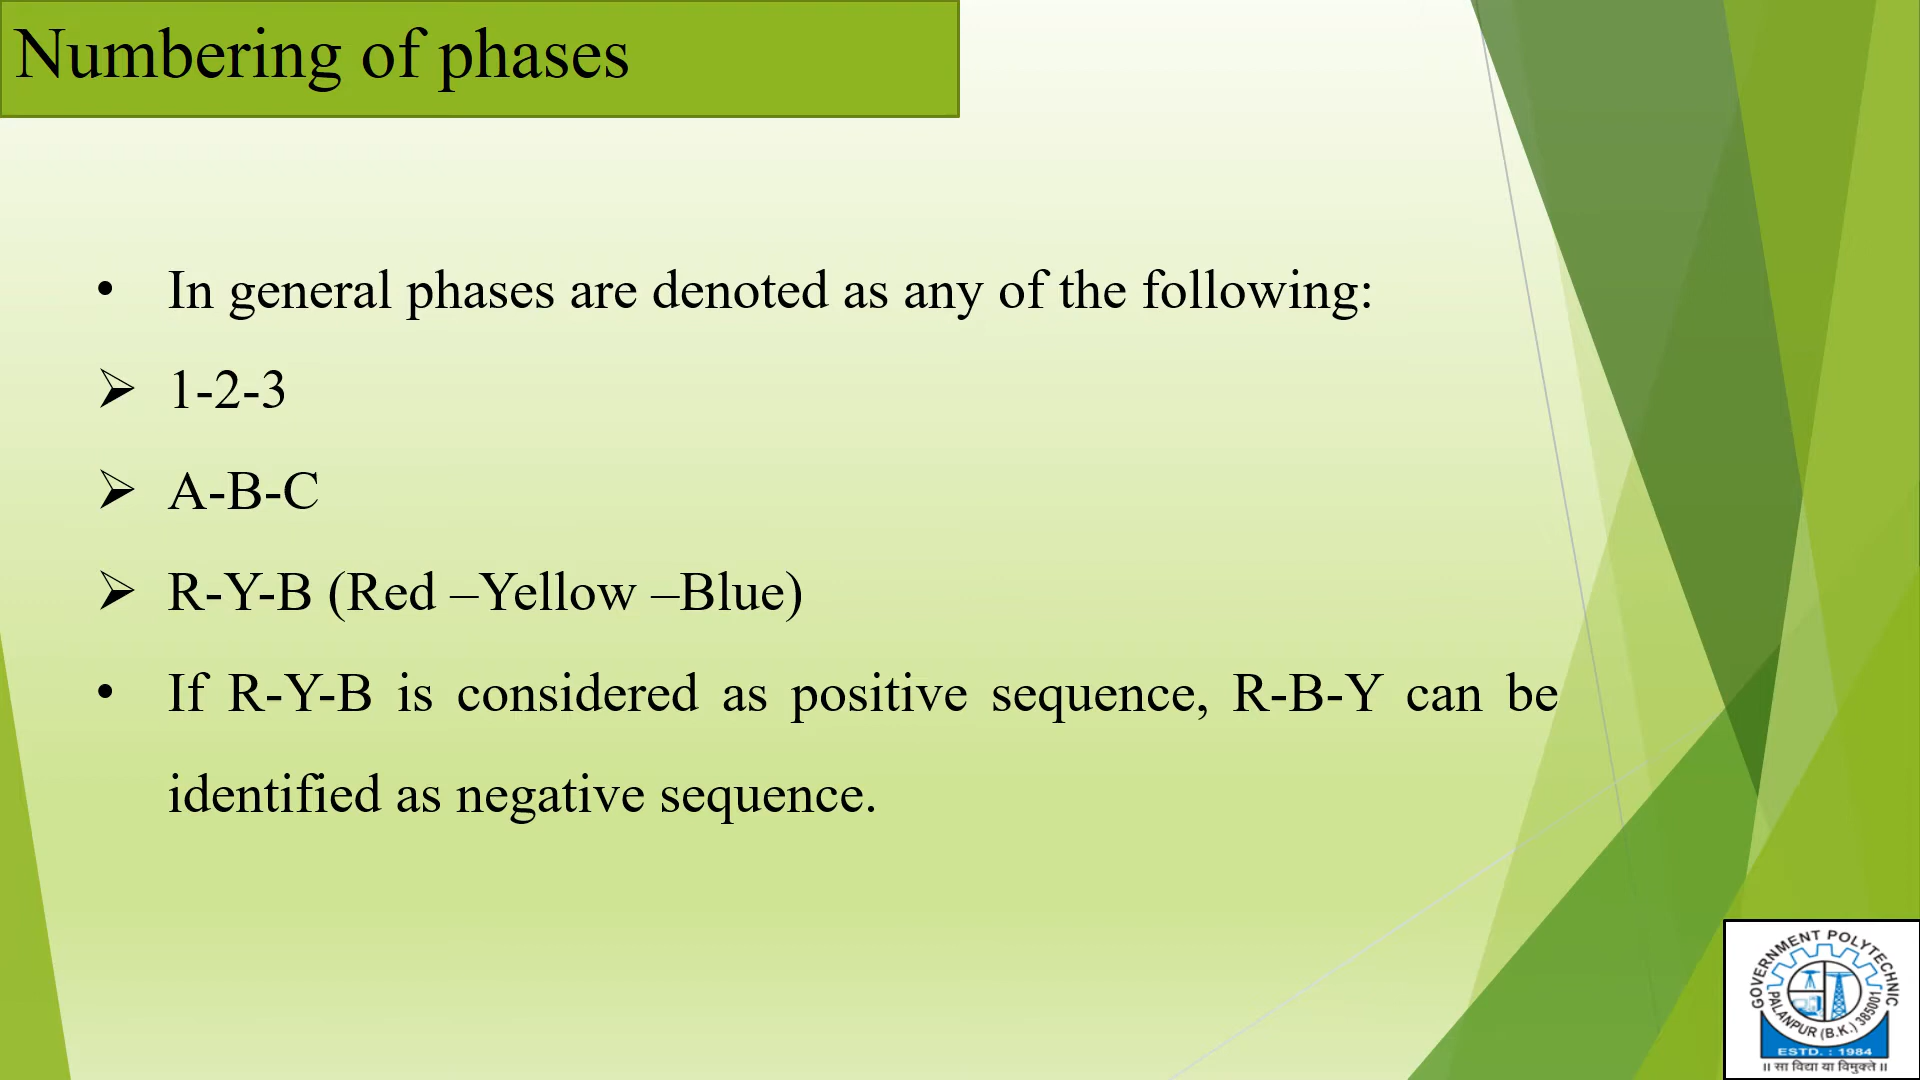 Numbering of phases
• In general phases are denoted as any of the following:
➢ 1-2-3
➢ A-B-C
➢ R-Y-B (Red –Yellow –Blue)
• If R-Y-B is considered as positive sequence, R-B-Y can be
identified as negative sequence.
GOVERNMENT POLYTECHNIC
PALANPUR (B.K.) 385001
ESTD. : 1984
॥ सा विद्या या विमुक्ते ॥